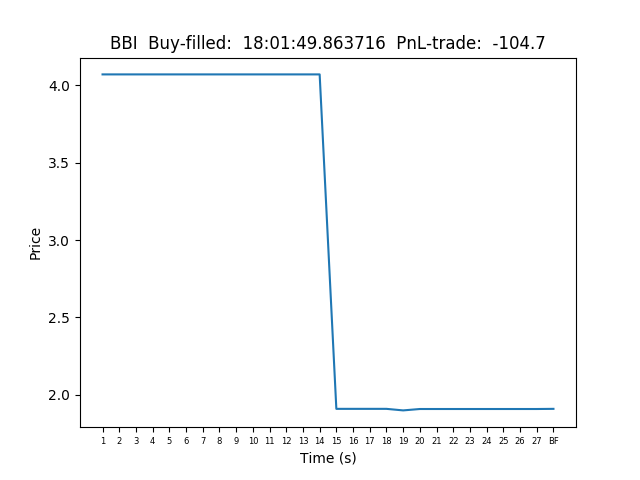 BBI  Buy-filled:  18:01:49.863716  PnL-trade:  -104.7
4.0
3.5
3.0
2.5
2.0
Price
1 2 3 4 5 6 7 8 9 10 11 12 13 14 15 16 17 18 19 20 21 22 23 24 25 26 27 BF
Time (s)